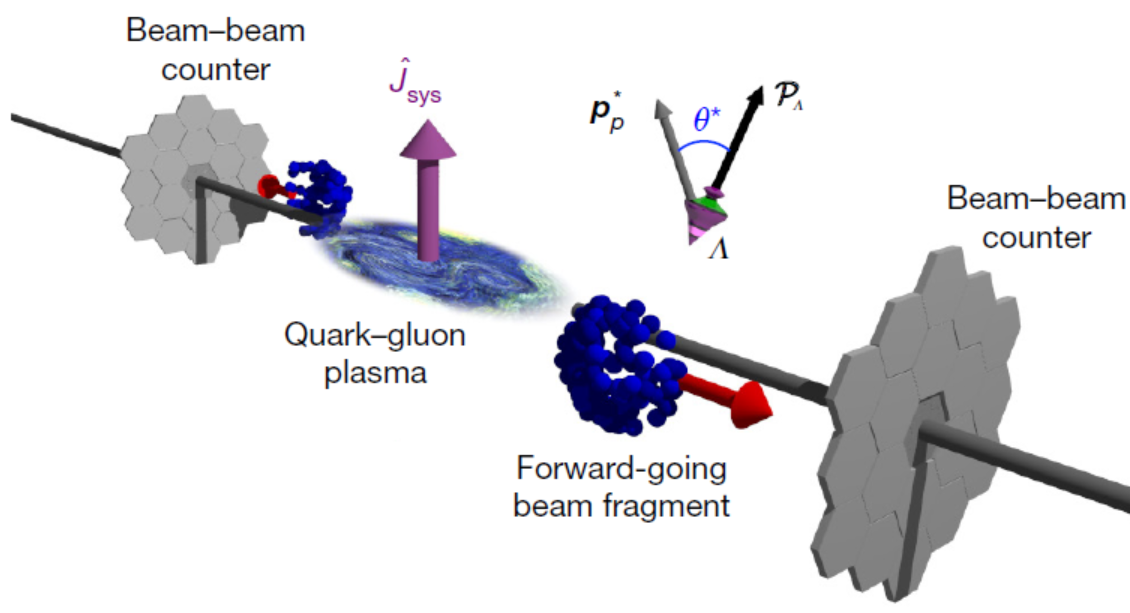 Beam–beam
counter
Ĵsys
p*p
θ*
𝒫Λ
Λ
Beam–beam
counter
Quark–gluon
plasma
Forward-going
beam fragment